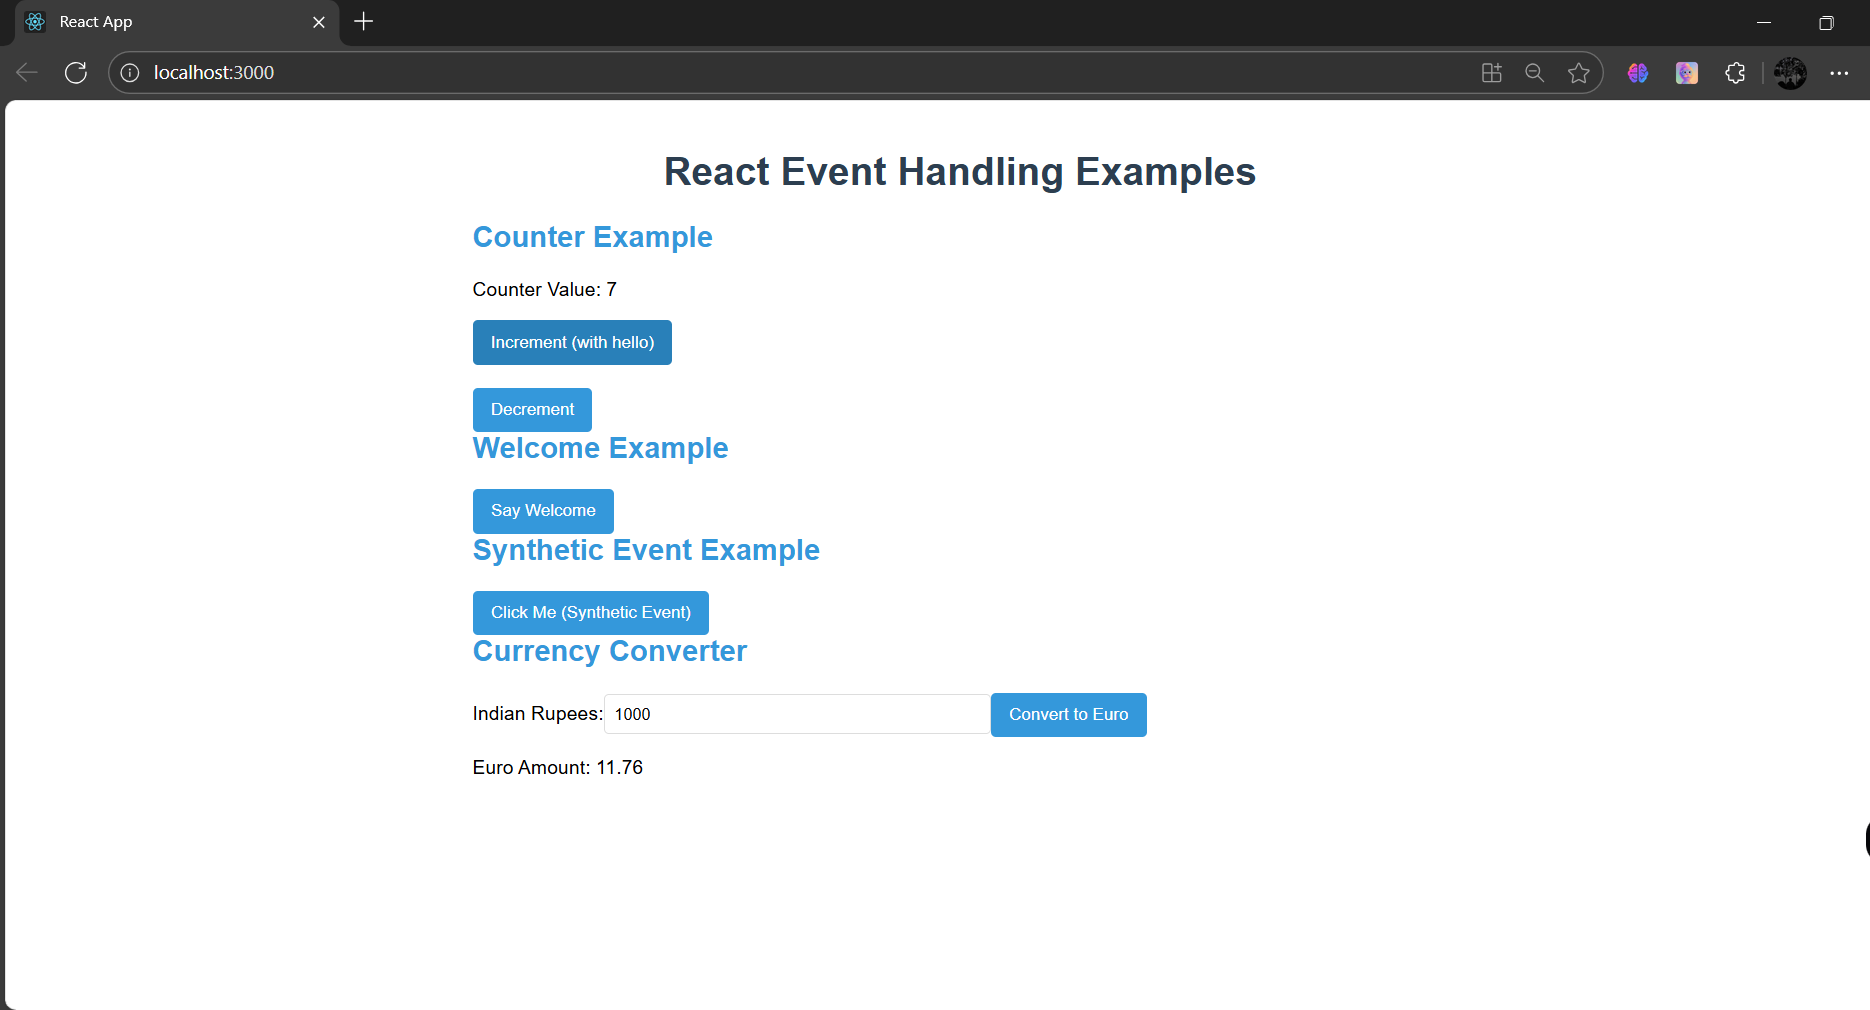 React App
localhost:3000
React Event Handling Examples
Counter Example
Counter Value: 7
Increment (with hello)
Decrement
Welcome Example
Say Welcome
Synthetic Event Example
Click Me (Synthetic Event)
Currency Converter
Indian Rupees: 1000 Convert to Euro
Euro Amount: 11.76